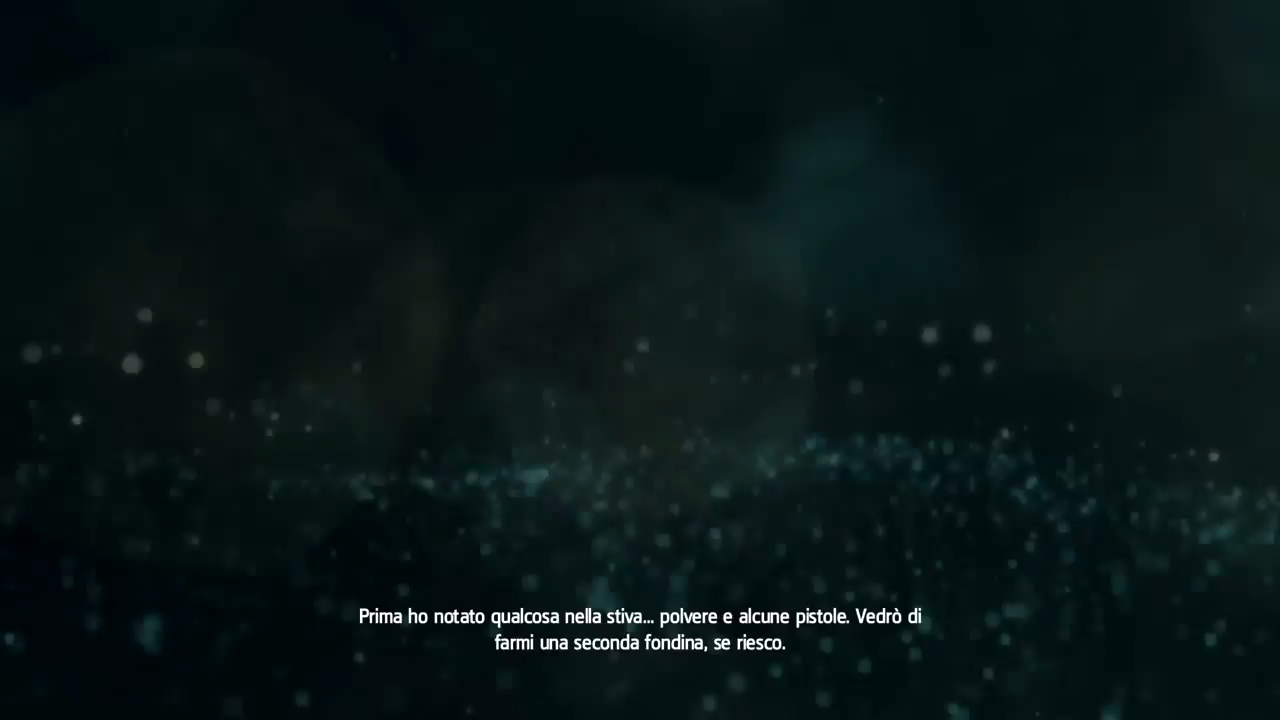 Prima ho notato qualcosa nella stiva... polvere e alcune pistole. Vedrò di
farmi una seconda fondina, se riesco.